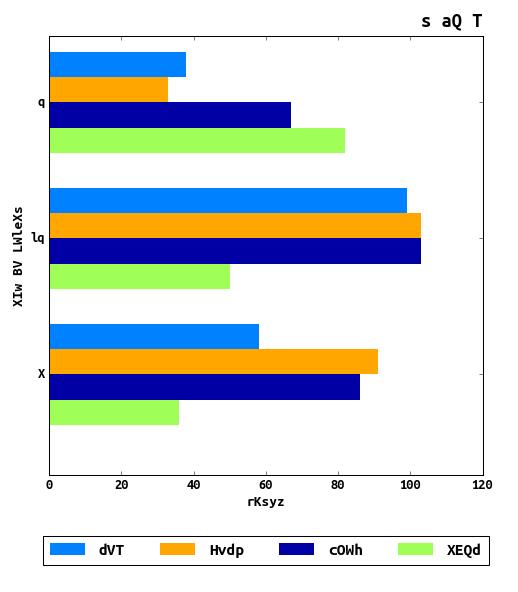 s aQ T
q
lq
X
XIw BV LWleXs
0 20 40 60 80 100 120
rKsyz
dVT Hvdp cOWh XEQd